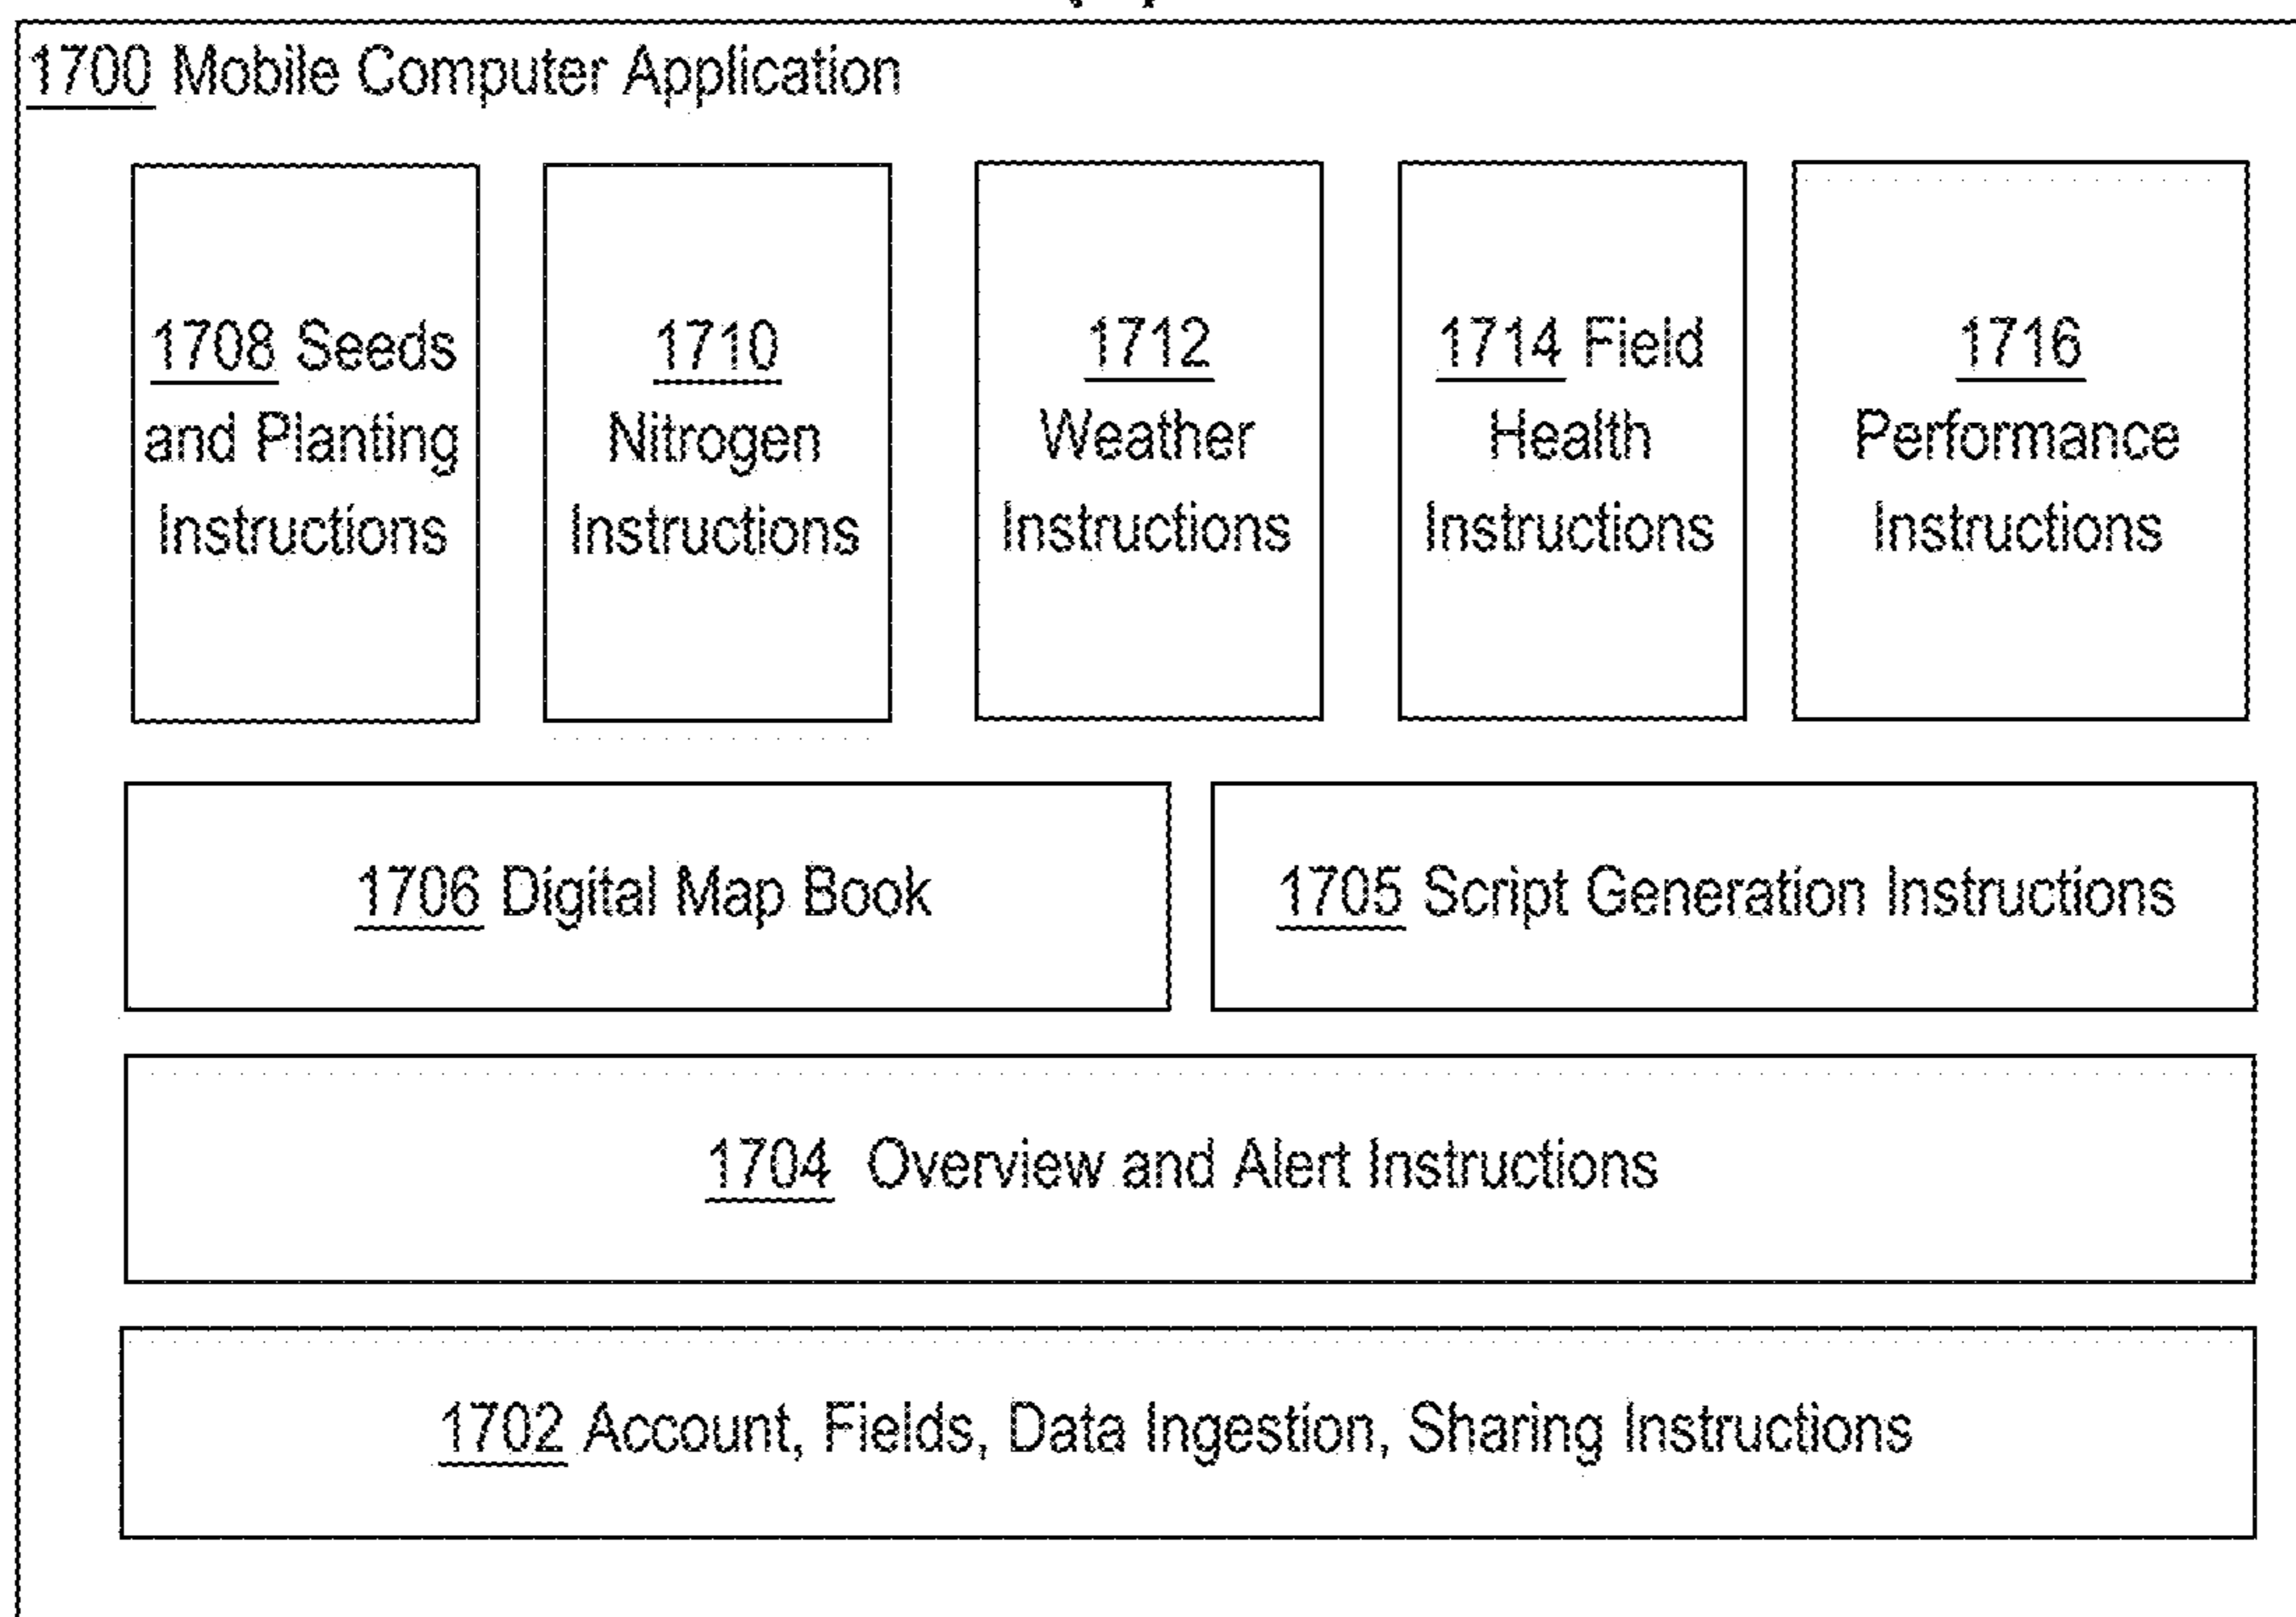 1700 Mobile Computer Application
1708 Seeds
and Planting
Instructions
1710
Nitrogen
Instructions
1712
Weather
Instructions
1714 Field
Health
Instructions
1716
Performance
Instructions
1706 Digital Map Book
1705 Script Generation Instructions
1704 Overview and Alert Instructions
1702 Account, Fields, Data Ingestion, Sharing Instructions